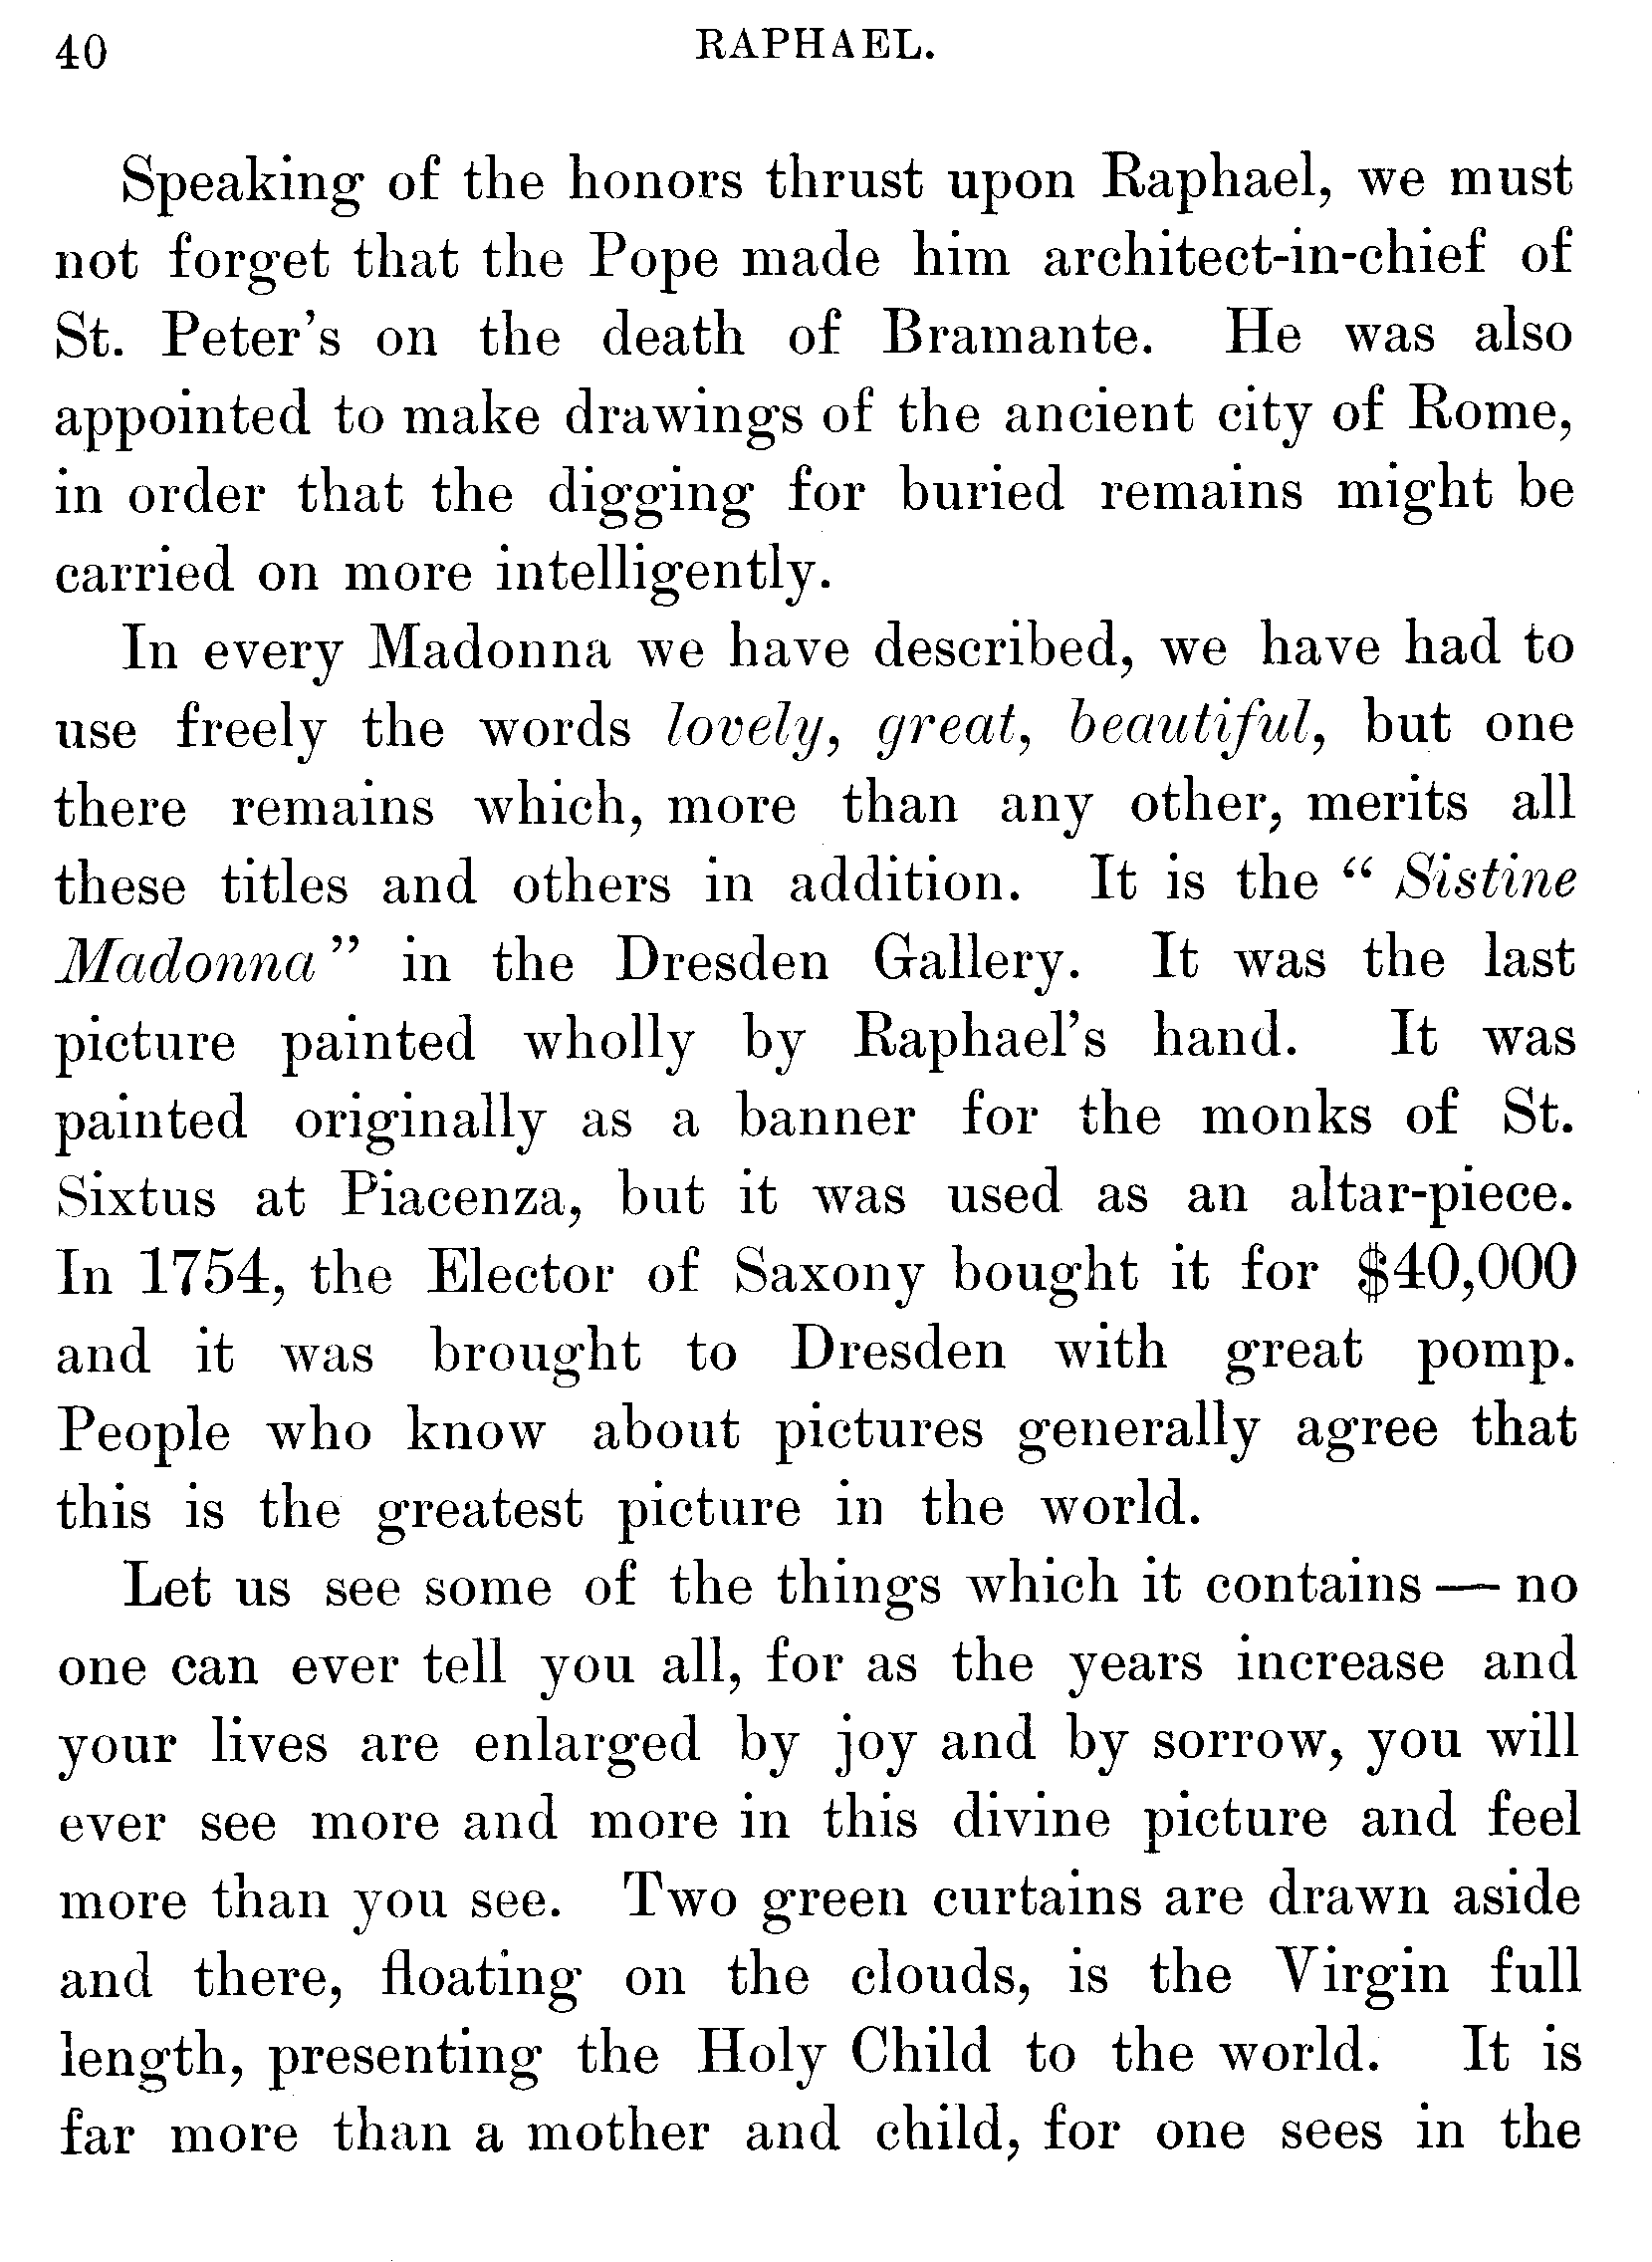 40 RAPHAEL.
Speaking of the honors thrust upon Raphael, we must
not forget that the Pope made him architect-in-chief of
St. Peter's on the death of Bramante. He was also
appointed to make drawings of the ancient city of Rome,
in order that the digging for buried remains might be
carried on more intelligently.
In every Madonna we have described, we have had to
use freely the words lovely, great, beautiful, but one
there remains which, more than any other, merits all
these titles and others in addition. It is the “ Sistine
Madonna ” in the Dresden Gallery. It was the last
picture painted wholly by Raphael's hand. It was
painted originally as a banner for the monks of St.
Sixtus at Piacenza, but it was used as an altar-piece.
In 1754, the Elector of Saxony bought it for $40,000
and it was brought to Dresden with great pomp.
People who know about pictures generally agree that
this is the greatest picture in the world.
Let us see some of the things which it contains — no
one can ever tell you all, for as the years increase and
your lives are enlarged by joy and by sorrow, you will
ever see more and more in this divine picture and feel
more than you see. Two green curtains are drawn aside
and there, floating on the clouds, is the Virgin full
length, presenting the Holy Child to the world. It is
far more than a mother and child, for one sees in the